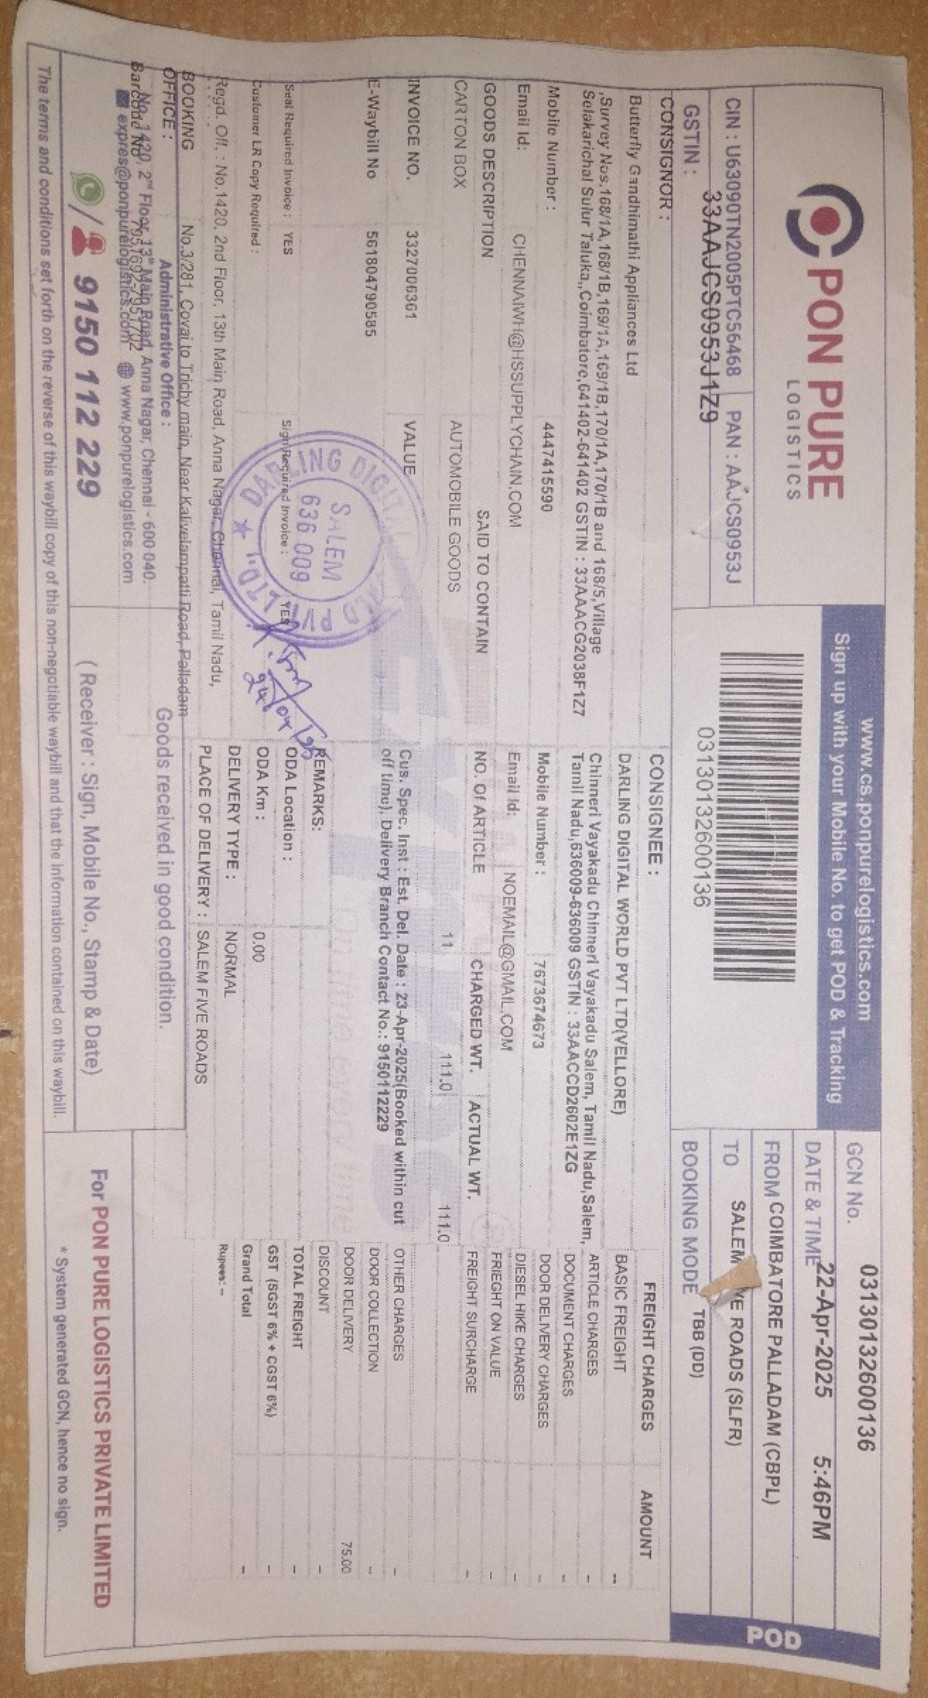 PON PURE
LOGISTICS
CIN : U63090TN2005PTC56468 PAN : AAJCS0953J
GSTIN : 33AAJCS0953J1Z9
www.cs.ponpurelogistics.com
Sign up with your Mobile No. to get POD & Tracking
03130132600136
GCN No. 03130132600136
DATE & TIME 22-Apr-2025 5:46PM
FROM COIMBATORE PALLADAM (CBPL)
TO SALEM VE ROADS (SLFR)
BOOKING MODE TBB (DD)
POD
CONSIGNOR :
Butterfly Gandhimathi Appliances Ltd
,Survey Nos,168/1A,168/1B,169/1A,169/1B,170/1A,170/1B and 168/5,Village
Selakarichal Sulur Taluka,,Coimbatore,641402-641402 GSTIN : 33AAACG2038F1Z7
Mobile Number : 4447415590
Email Id: CHENNAIWH@HSSUPPLYCHAIN.COM
GOODS DESCRIPTION SAID TO CONTAIN
CARTON BOX AUTOMOBILE GOODS
INVOICE NO. 3327006361 VALUE
E-Waybill No 561804790585
Seal Required Invoice : YES Sign Required Invoice : YES
Customer LR Copy Required :
CONSIGNEE :
DARLING DIGITAL WORLD PVT LTD(VELLORE)
Chinneri Vayakadu Chinneri Vayakadu Salem, Tamil Nadu,Salem,
Tamil Nadu,636009-636009 GSTIN : 33AACCD2602E1ZG
Mobile Number : 7673674673
Email Id: NOEMAIL@GMAIL.COM
NO. Of ARTICLE CHARGED WT. ACTUAL WT.
11 111.0 111.0
Cus. Spec. Inst : Est. Del. Date : 23-Apr-2025(Booked within cut
off time), Delivery Branch Contact No.: 9150112229
REMARKS:
ODA Location :
ODA Km : 0.00
DELIVERY TYPE : NORMAL
PLACE OF DELIVERY : SALEM FIVE ROADS
FREIGHT CHARGES AMOUNT
BASIC FREIGHT --
ARTICLE CHARGES
DOCUMENT CHARGES --
DOOR DELIVERY CHARGES -
DIESEL HIKE CHARGES -
FRIEGHT ON VALUE -
FREIGHT SURCHARGE -
OTHER CHARGES -
DOOR COLLECTION --
DOOR DELIVERY 75.00
DISCOUNT -
TOTAL FREIGHT -
GST (SGST 6% + CGST 6%) -
Grand Total -
Rupees: –
DARLING DIGITAL WORLD PVT LTD.
SALEM
636 009
24/04/25
Regd. Off. : No.1420, 2nd Floor, 13th Main Road, Anna Nagar, Chennai, Tamil Nadu,
BOOKING OFFICE : No.3/281, Covai to Trichy main, Near Kalivelampatti Road, Palladam
Administrative Office :
No. 1420, 2nd Floor, 13th Main Road, Anna Nagar, Chennai - 600 040.
Barcode No
expres@ponpurelogistics.com www.ponpurelogistics.com
9150 112 229
Goods received in good condition.
( Receiver : Sign, Mobile No., Stamp & Date)
For PON PURE LOGISTICS PRIVATE LIMITED
* System generated GCN, hence no sign.
The terms and conditions set forth on the reverse of this waybill copy of this non-negotiable waybill and that the information contained on this waybill.